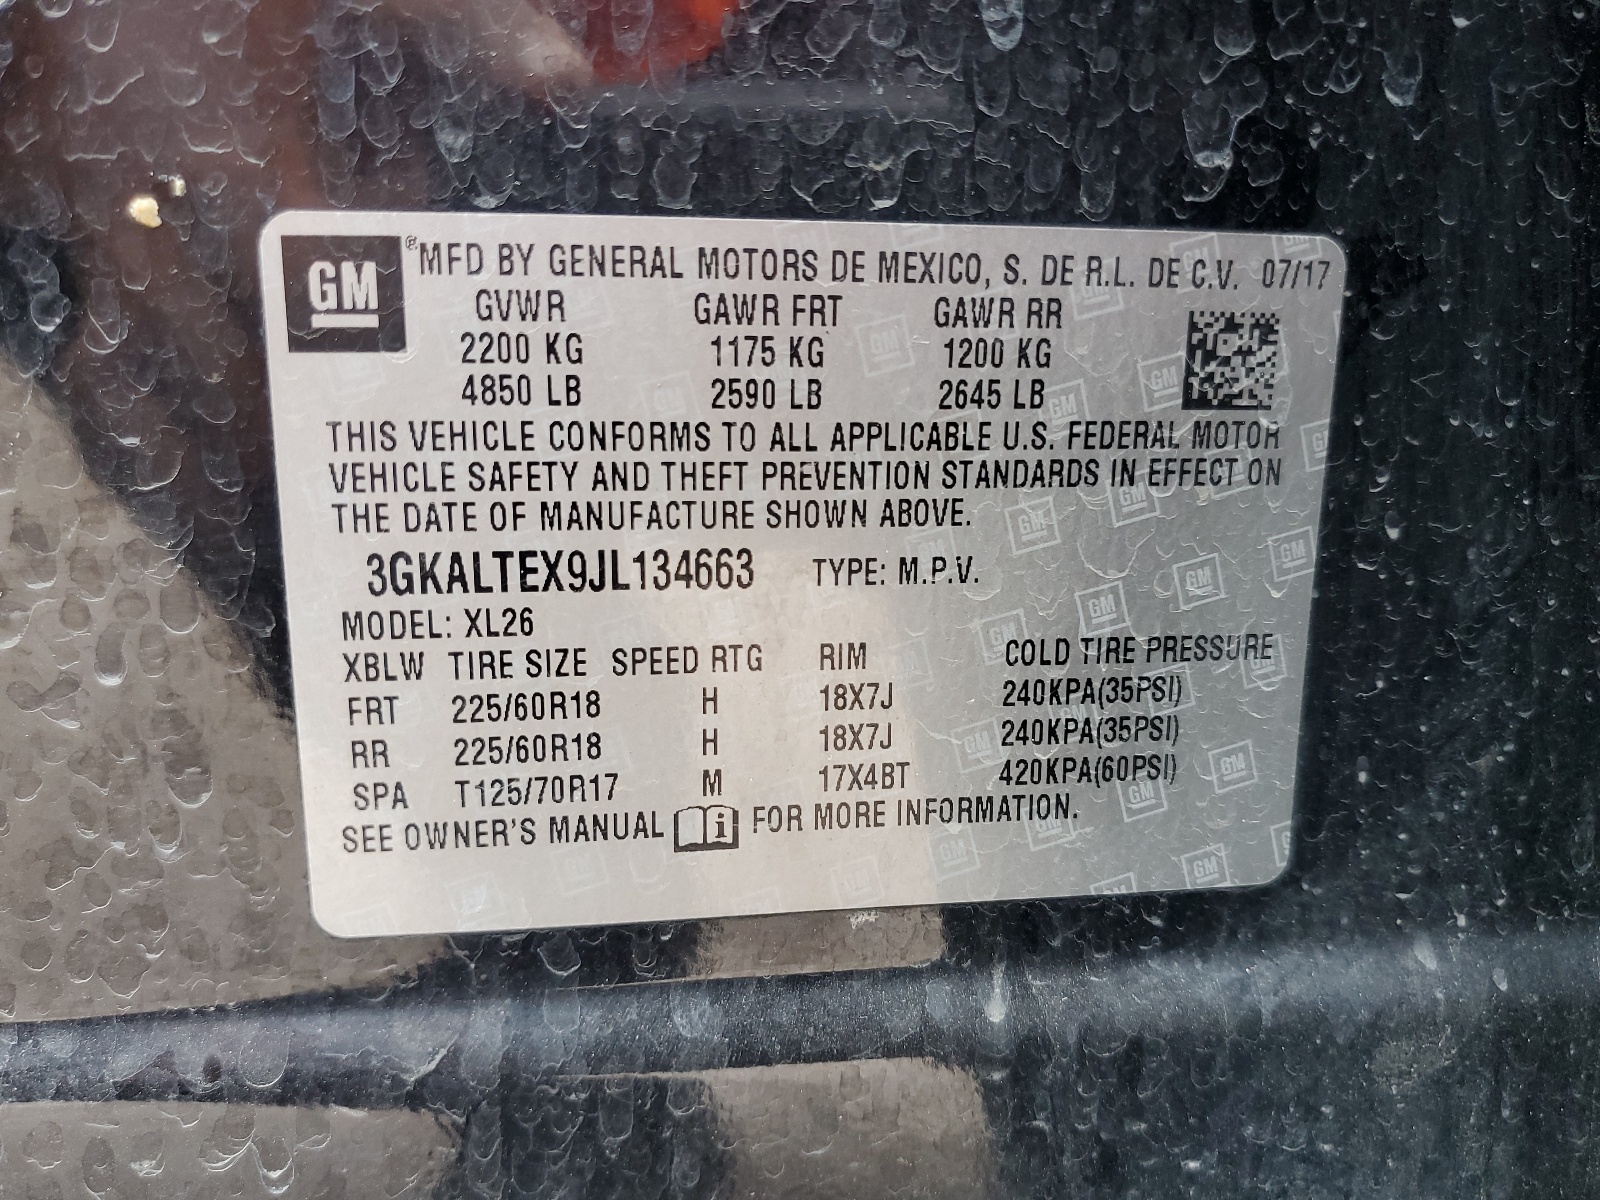 GM ® MFD BY GENERAL MOTORS DE MEXICO, S. DE R.L. DE C.V. 07/17
GVWR GAWR FRT GAWR RR
2200 KG 1175 KG 1200 KG
4850 LB 2590 LB 2645 LB
THIS VEHICLE CONFORMS TO ALL APPLICABLE U.S. FEDERAL MOTOR
VEHICLE SAFETY AND THEFT PREVENTION STANDARDS IN EFFECT ON
THE DATE OF MANUFACTURE SHOWN ABOVE.
3GKALTEX9JL134663 TYPE: M.P.V.
MODEL: XL26
XBLW TIRE SIZE SPEED RTG RIM COLD TIRE PRESSURE
FRT 225/60R18 H 18X7J 240KPA(35PSI)
RR 225/60R18 H 18X7J 240KPA(35PSI)
SPA T125/70R17 M 17X4BT 420KPA(60PSI)
SEE OWNER'S MANUAL i FOR MORE INFORMATION.